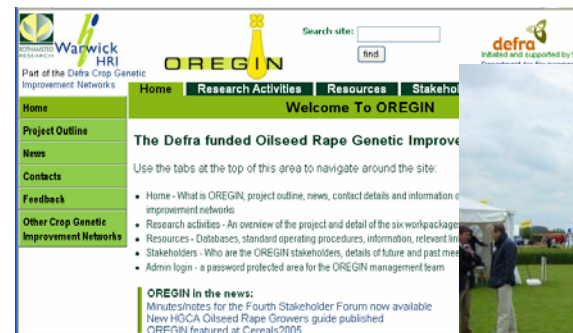 ROTHAMSTED
RESEARCH
Warwick
HRI
Part of the Defra Crop Genetic
Improvement Networks
OREGIN
Search site:
find
defra
Initiated and supported by
Home
Research Activities
Resources
Welcome To OREGIN
Home
Project Outline
News
Contacts
Feedback
Other Crop Genetic
Improvement Networks
The Defra funded Oilseed Rape Genetic
Use the tabs at the top of this area to navigate around the site:
• Home - What is OREGIN, project outline, news, contact details and information
improvement networks
• Research activities - An overview of the project and detail of the six workpackage
• Resources - Databases, standard operating procedures, information, relevant
• Stakeholders - Who are the OREGIN stakeholders, details of future and past
• Admin login - a password protected area for the OREGIN management team
OREGIN in the news:
Minutes/notes for the Fourth Stakeholder Forum now available
New HGCA Oilseed Rape Growers guide published
OREGIN featured at Cereals2005